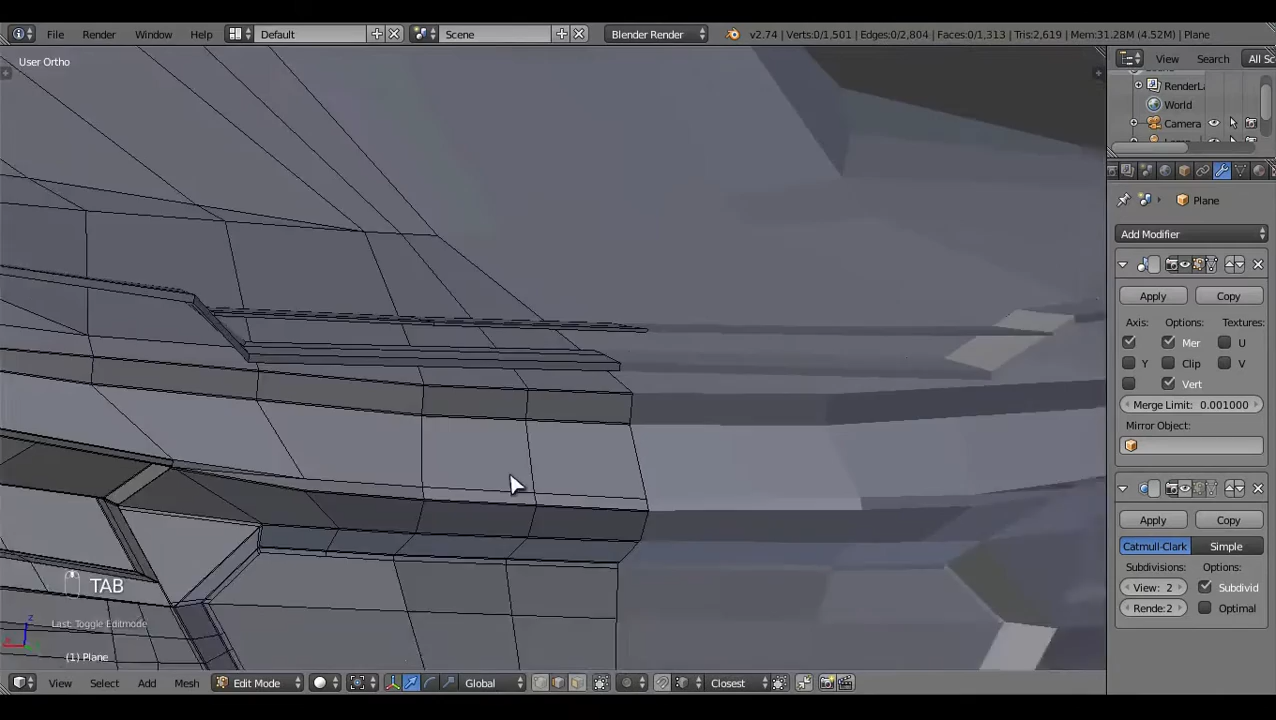 File Render Window Help Default Scene Blender Render v2.74 | Verts:0/1,501 | Edges:0/2,804 | Faces:0/1,313 | Tris:2,619 | Mem:31.28M (4.52M) | Plane
User Ortho
View Search All Sc
RenderLa
World
Camera
Plane
Add Modifier
Apply Copy
Axis: Options: Textures:
Mer U
Y Clip V
Vert
Merge Limit: 0.001000
Mirror Object:
Apply Copy
Catmull-Clark Simple
Subdivisions: Options:
View: 2 Subdivid
Rende:2 Optimal
TAB
Last: Toggle Editmode
z
(1) Plane
View Select Add Mesh Edit Mode Global Closest